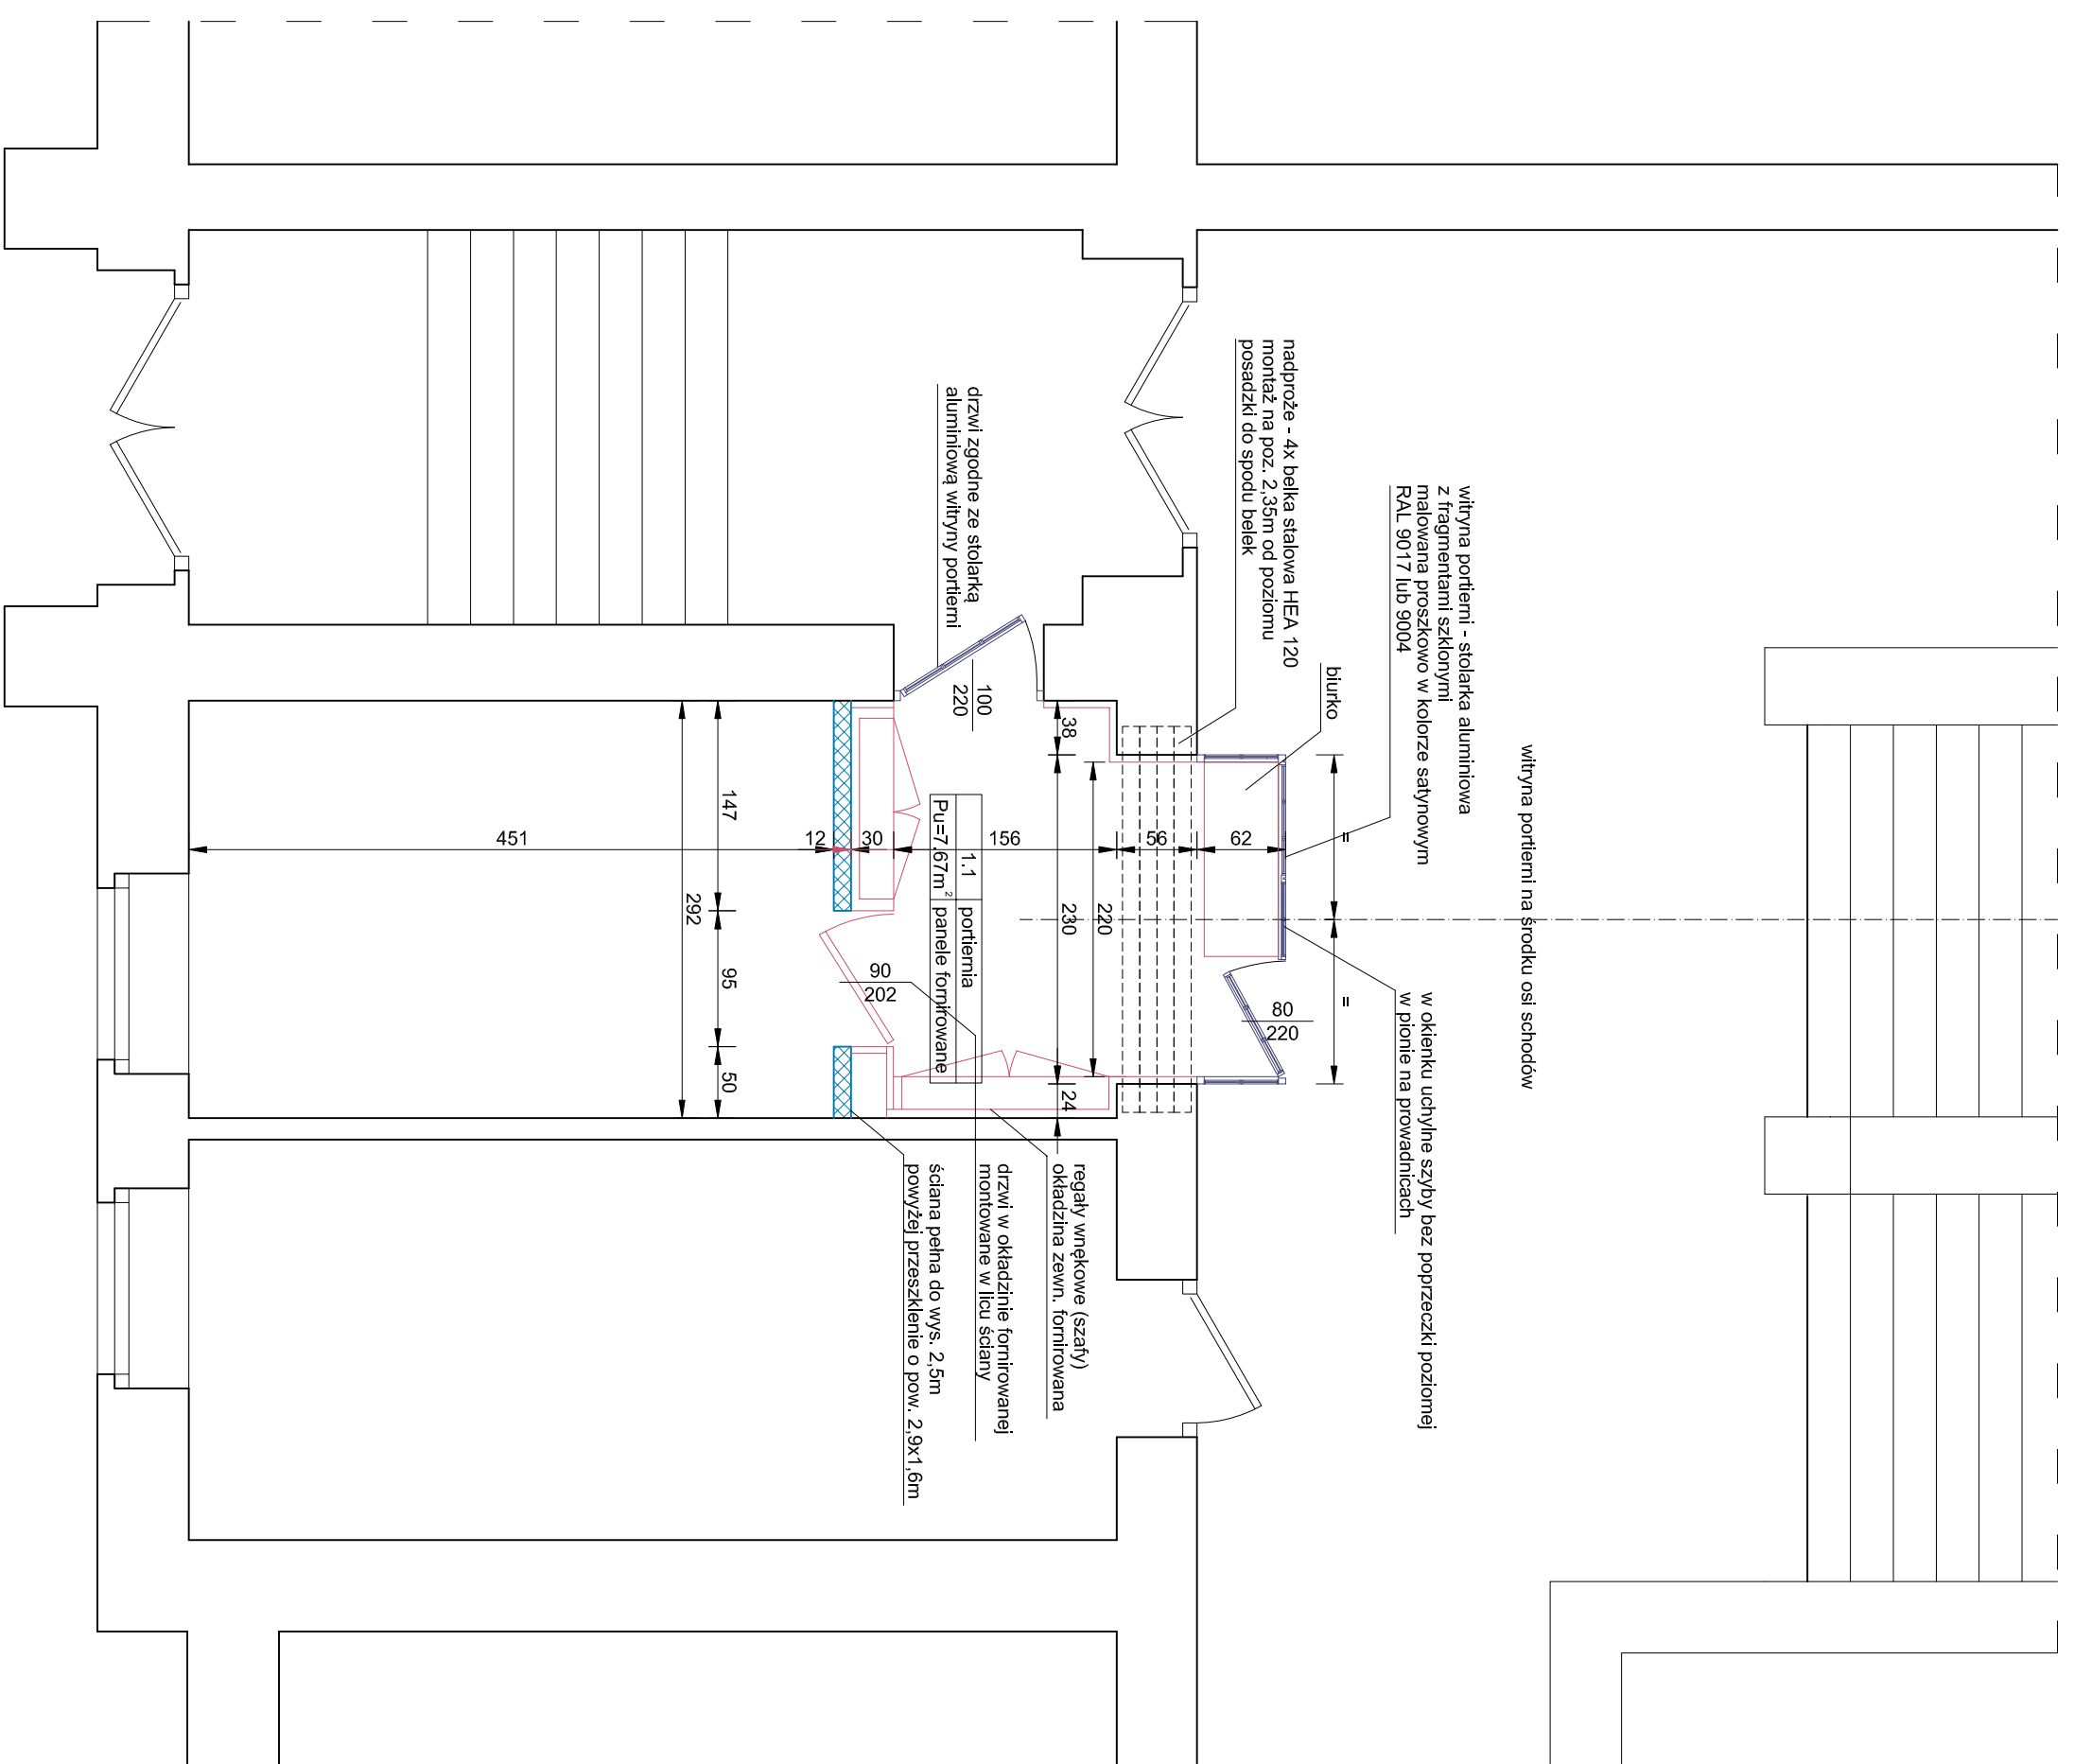 witryna portierni na środku osi schodów
witryna portierni - stolarka aluminiowa
z fragmentami szklonymi
malowana proszkowo w kolorze satynowym
RAL 9017 lub 9004
w okienku uchylne szyby bez poprzeczki poziomej
w pionie na prowadnicach
biurko
nadproże - 4x belka stalowa HEA 120
montaż na poz. 2,35m od poziomu
posadzki do spodu belek
drzwi zgodne ze stolarką
aluminiową witryny portierni
100
220
80
220
90
202
=
=
38
230
24
220
451
12
30
156
56
62
147
95
50
292
1.1
portiernia
Pu=7,67m²
panele fornirowane
regały wnękowe (szafy)
okładzina zewn. fornirowana
drzwi w okładzinie fornirowanej
montowane w licu ściany
ściana pełna do wys. 2,5m
powyżej przeszklenie o pow. 2,9x1,6m